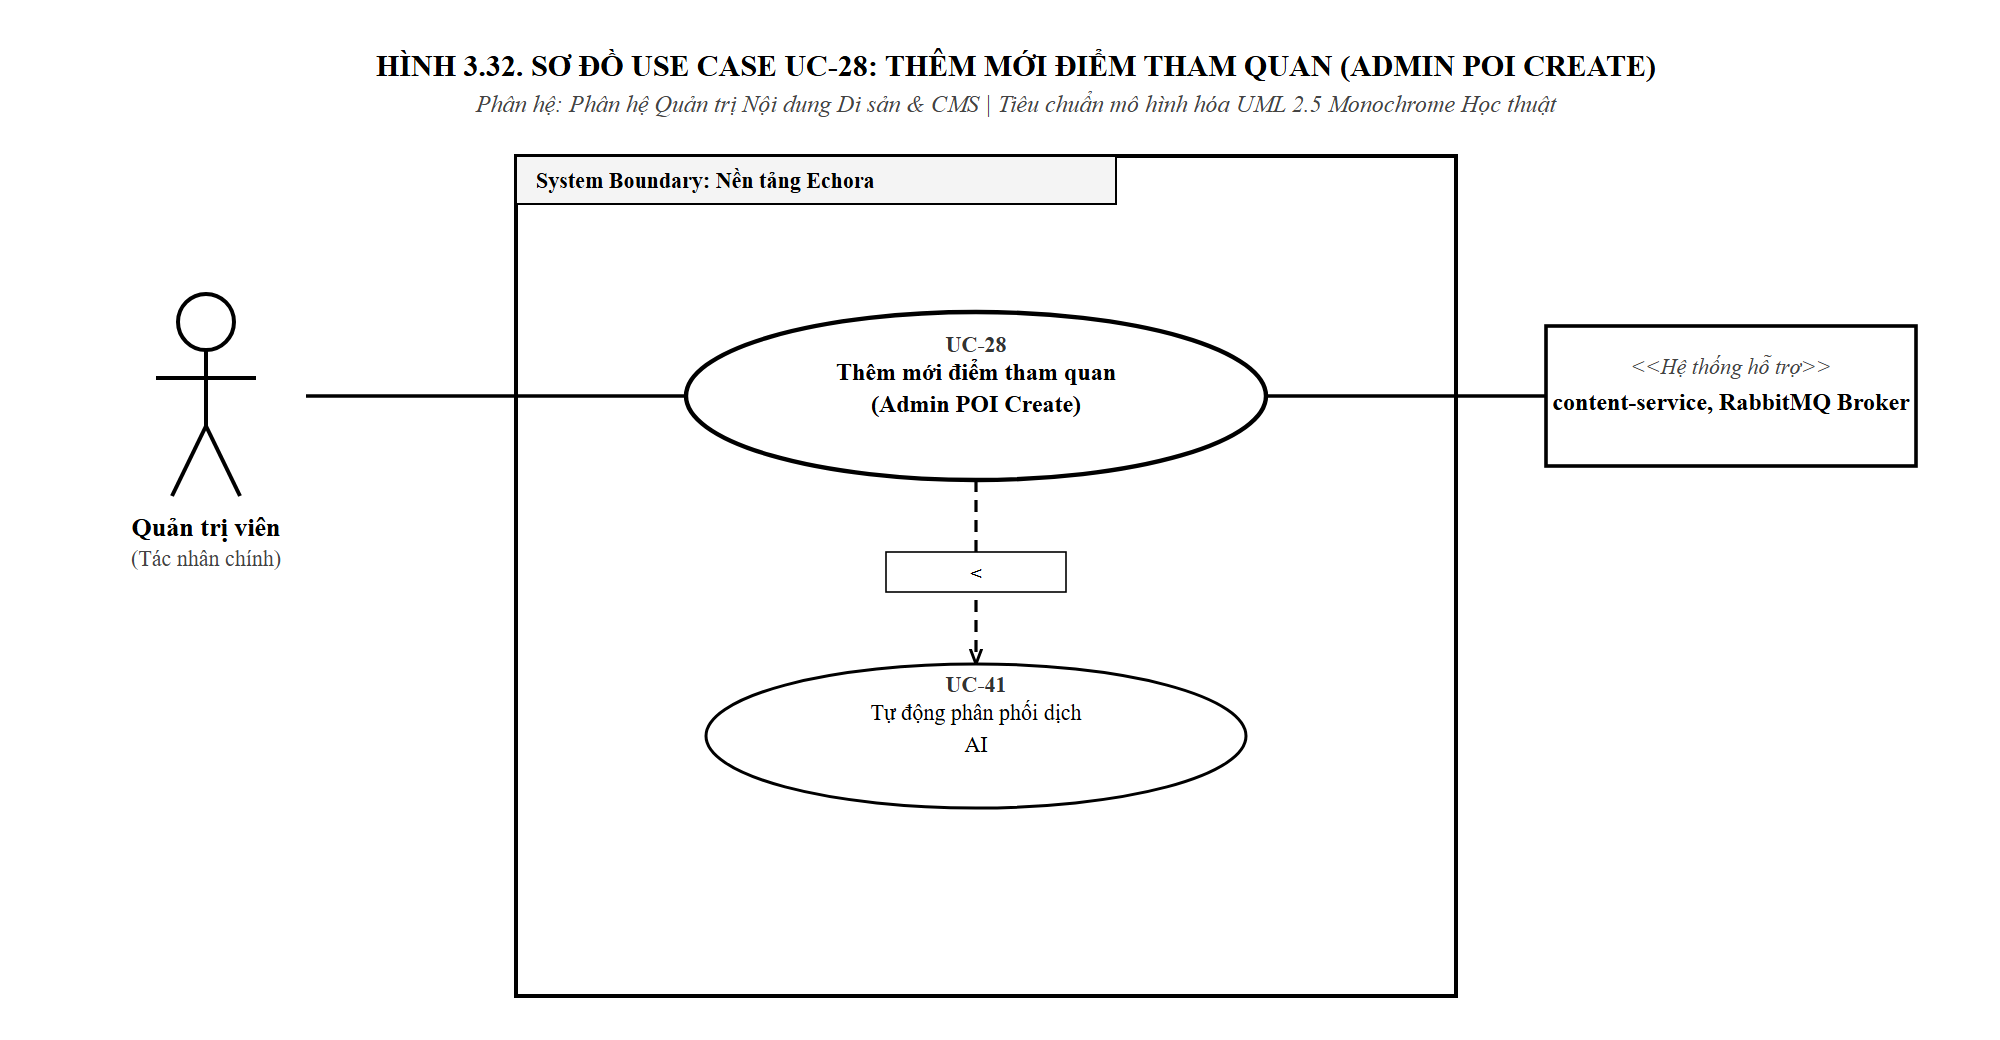 HÌNH 3.32. SƠ ĐỒ USE CASE UC-28: THÊM MỚI ĐIỂM THAM QUAN (ADMIN POI CREATE)
Phân hệ: Phân hệ Quản trị Nội dung Di sản & CMS | Tiêu chuẩn mô hình hóa UML 2.5 Monochrome Học thuật
System Boundary: Nền tảng Echora
UC-28
Thêm mới điểm tham quan
(Admin POI Create)
<<Hệ thống hỗ trợ>>
content-service, RabbitMQ Broker
Quản trị viên
(Tác nhân chính)
<
UC-41
Tự động phân phối dịch
AI